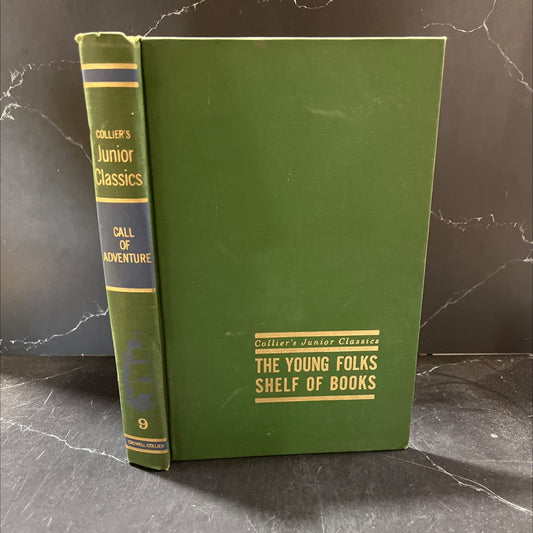 COLLIER'S
Junior
Classics
CALL
OF
ADVENTURE
9
CROWELL-COLLIER
Collier's Junior Classics
THE YOUNG FOLKS
SHELF OF BOOKS